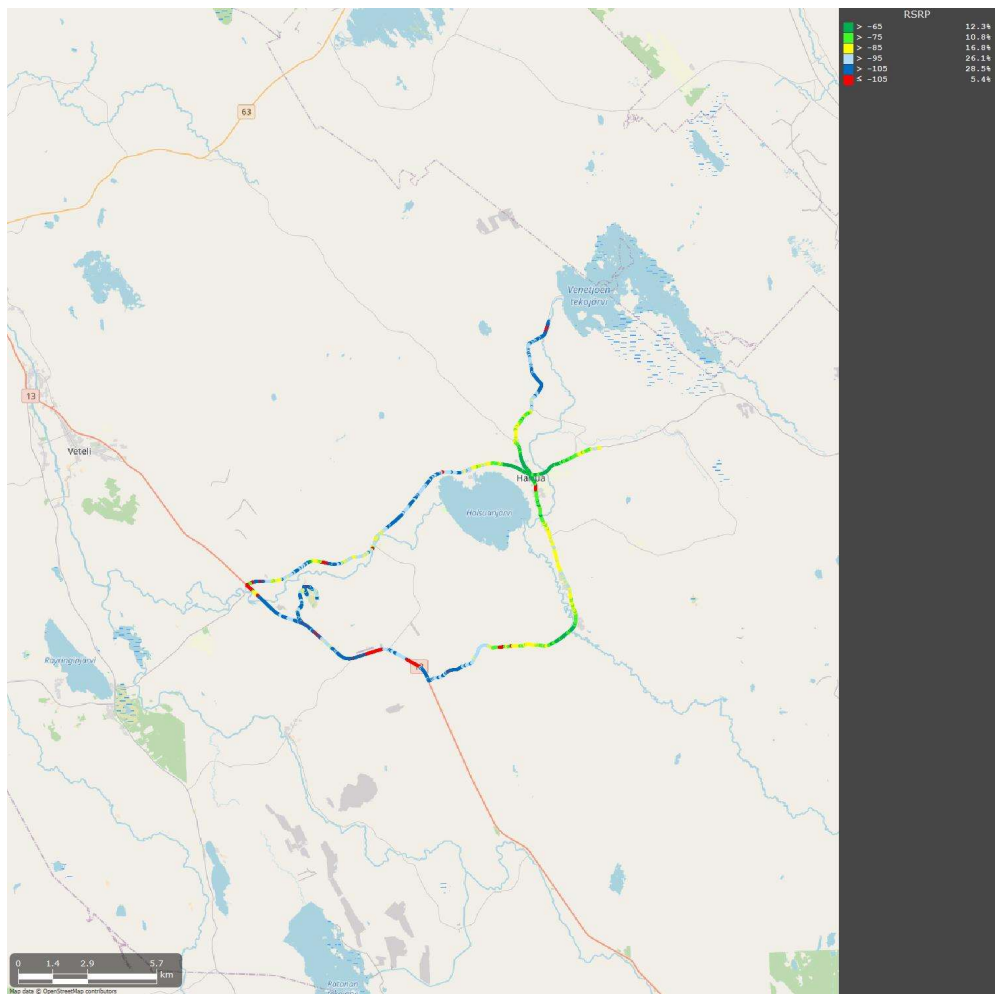 RSRP
> -65 12.3%
> -75 10.8%
> -85 16.8%
> -95 26.1%
> -105 28.5%
≤ -105 5.4%
63
Venetjoen
tekojärvi
13
Veteli
Halsuanjärvi
0 1.4 2.9 5.7
km
Map data © OpenStreetMap contributors